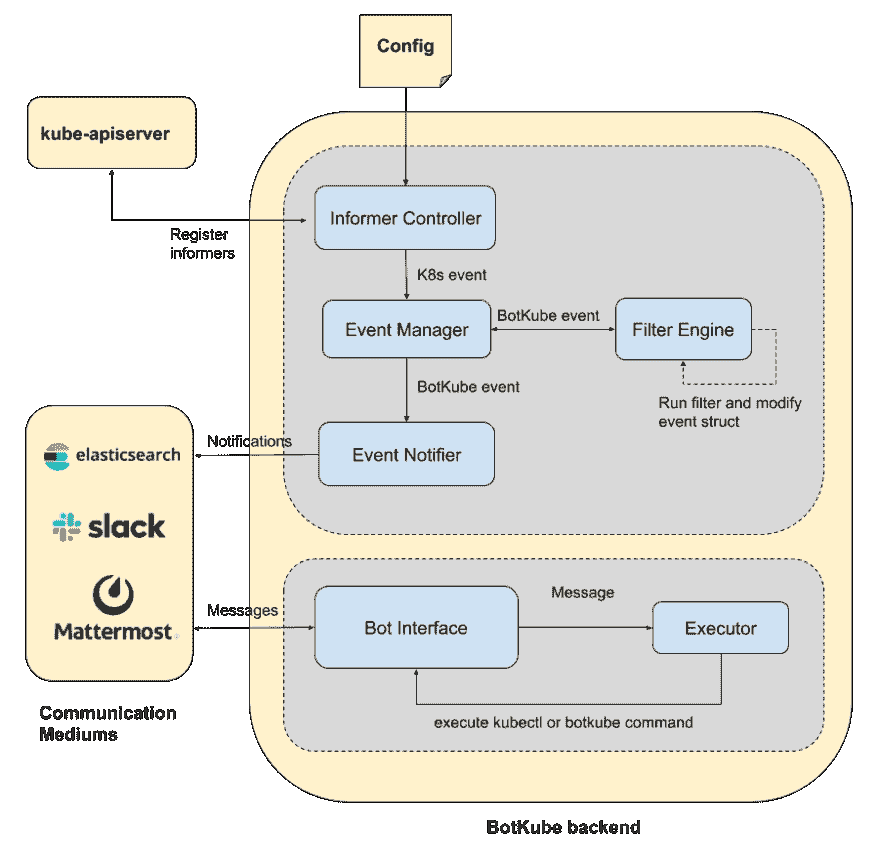 Config
kube-apiserver
Informer Controller
Register
informers
K8s event
Event Manager
BotKube event
Filter Engine
BotKube event
Run filter and modify
event struct
Notifications
Event Notifier
elasticsearch
slack
Mattermost
Messages
Bot Interface
Message
Executor
execute kubectl or botkube command
Communication
Mediums
BotKube backend